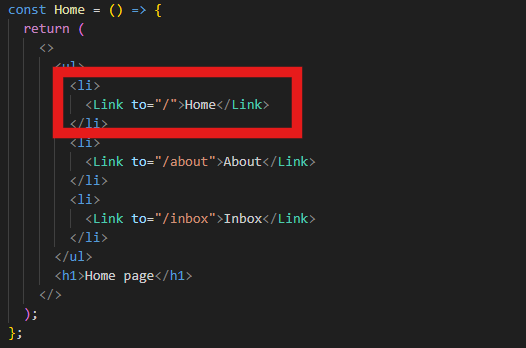 const Home = () => {
  return (
    <>
      <ul>
        <li>
          <Link to="/">Home</Link>
        </li>
        <li>
          <Link to="/about">About</Link>
        </li>
        <li>
          <Link to="/inbox">Inbox</Link>
        </li>
      </ul>
      <h1>Home page</h1>
    </>
  );
};